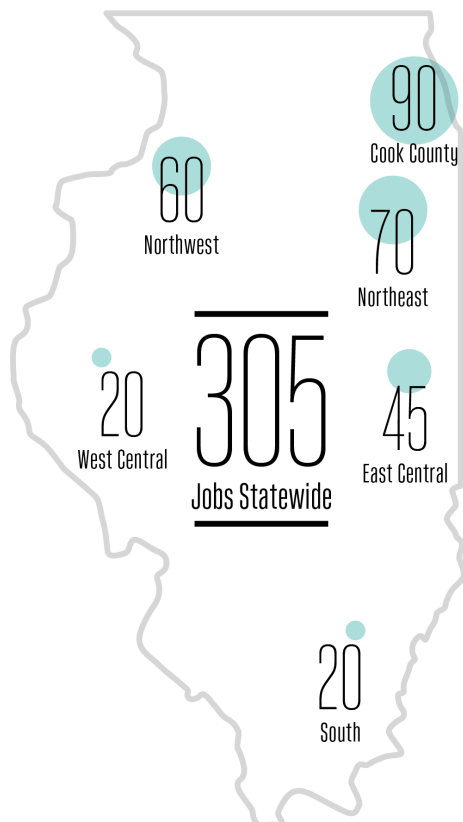 90
Cook County
60
Northwest
70
Northeast
305
Jobs Statewide
20
West Central
45
East Central
20
South